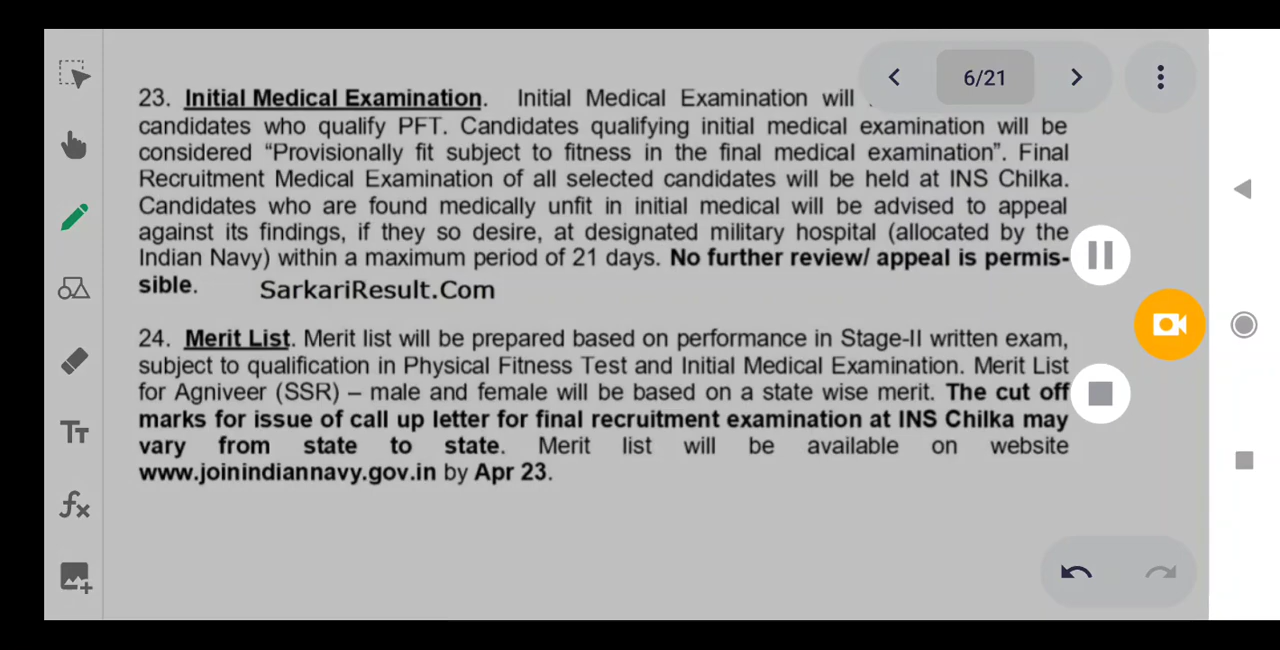 6/21
23. Initial Medical Examination. Initial Medical Examination will
candidates who qualify PFT. Candidates qualifying initial medical examination will be
considered “Provisionally fit subject to fitness in the final medical examination”. Final
Recruitment Medical Examination of all selected candidates will be held at INS Chilka.
Candidates who are found medically unfit in initial medical will be advised to appeal
against its findings, if they so desire, at designated military hospital (allocated by the
Indian Navy) within a maximum period of 21 days. No further review/ appeal is permis-
sible. SarkariResult.Com
24. Merit List. Merit list will be prepared based on performance in Stage-II written exam,
subject to qualification in Physical Fitness Test and Initial Medical Examination. Merit List
for Agniveer (SSR) – male and female will be based on a state wise merit. The cut off
marks for issue of call up letter for final recruitment examination at INS Chilka may
vary from state to state. Merit list will be available on website
www.joinindiannavy.gov.in by Apr 23.
TT
fx